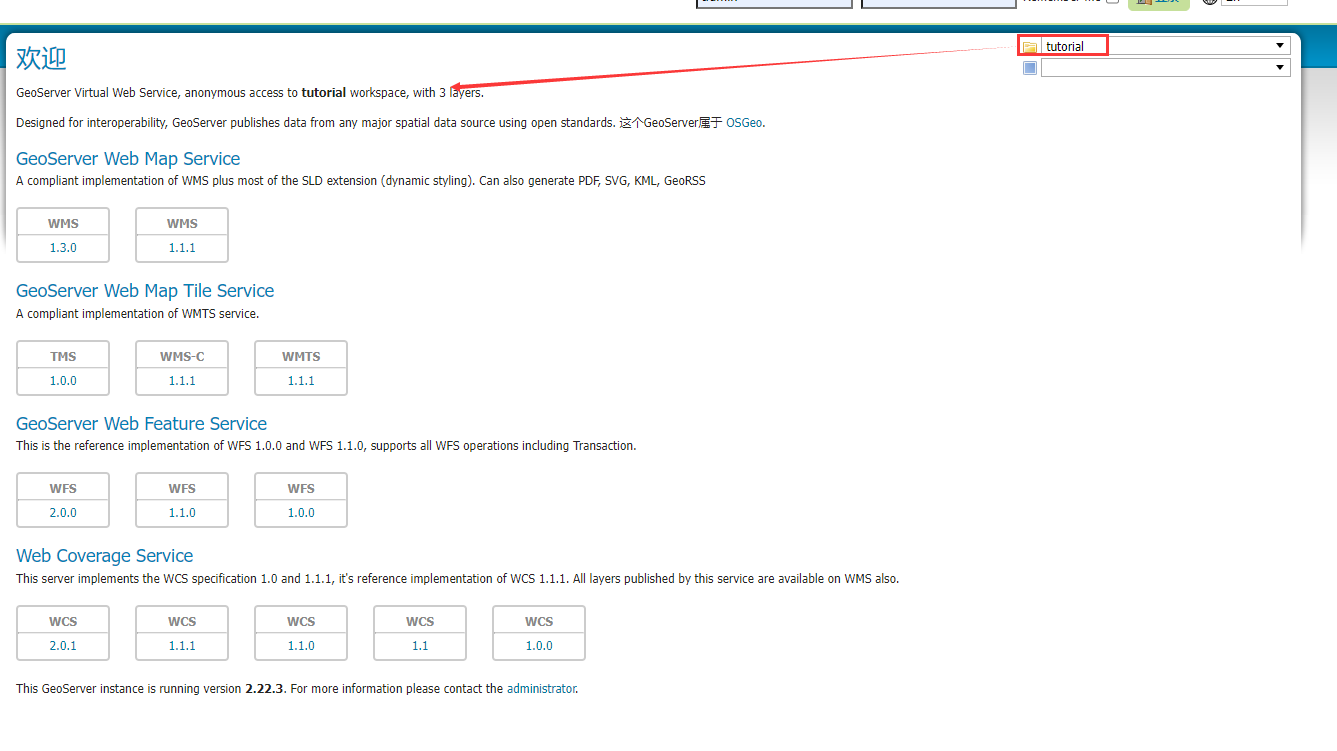 tutorial
欢迎
GeoServer Virtual Web Service, anonymous access to tutorial workspace, with 3 layers.
Designed for interoperability, GeoServer publishes data from any major spatial data source using open standards. 这个GeoServer属于 OSGeo.
GeoServer Web Map Service
A compliant implementation of WMS plus most of the SLD extension (dynamic styling). Can also generate PDF, SVG, KML, GeoRSS
WMS WMS
1.3.0 1.1.1
GeoServer Web Map Tile Service
A compliant implementation of WMTS service.
TMS WMS-C WMTS
1.0.0 1.1.1 1.1.1
GeoServer Web Feature Service
This is the reference implementation of WFS 1.0.0 and WFS 1.1.0, supports all WFS operations including Transaction.
WFS WFS WFS
2.0.0 1.1.0 1.0.0
Web Coverage Service
This server implements the WCS specification 1.0 and 1.1.1, it's reference implementation of WCS 1.1.1. All layers published by this service are available on WMS also.
WCS WCS WCS WCS WCS
2.0.1 1.1.1 1.1.0 1.1 1.0.0
This GeoServer instance is running version 2.22.3. For more information please contact the administrator.